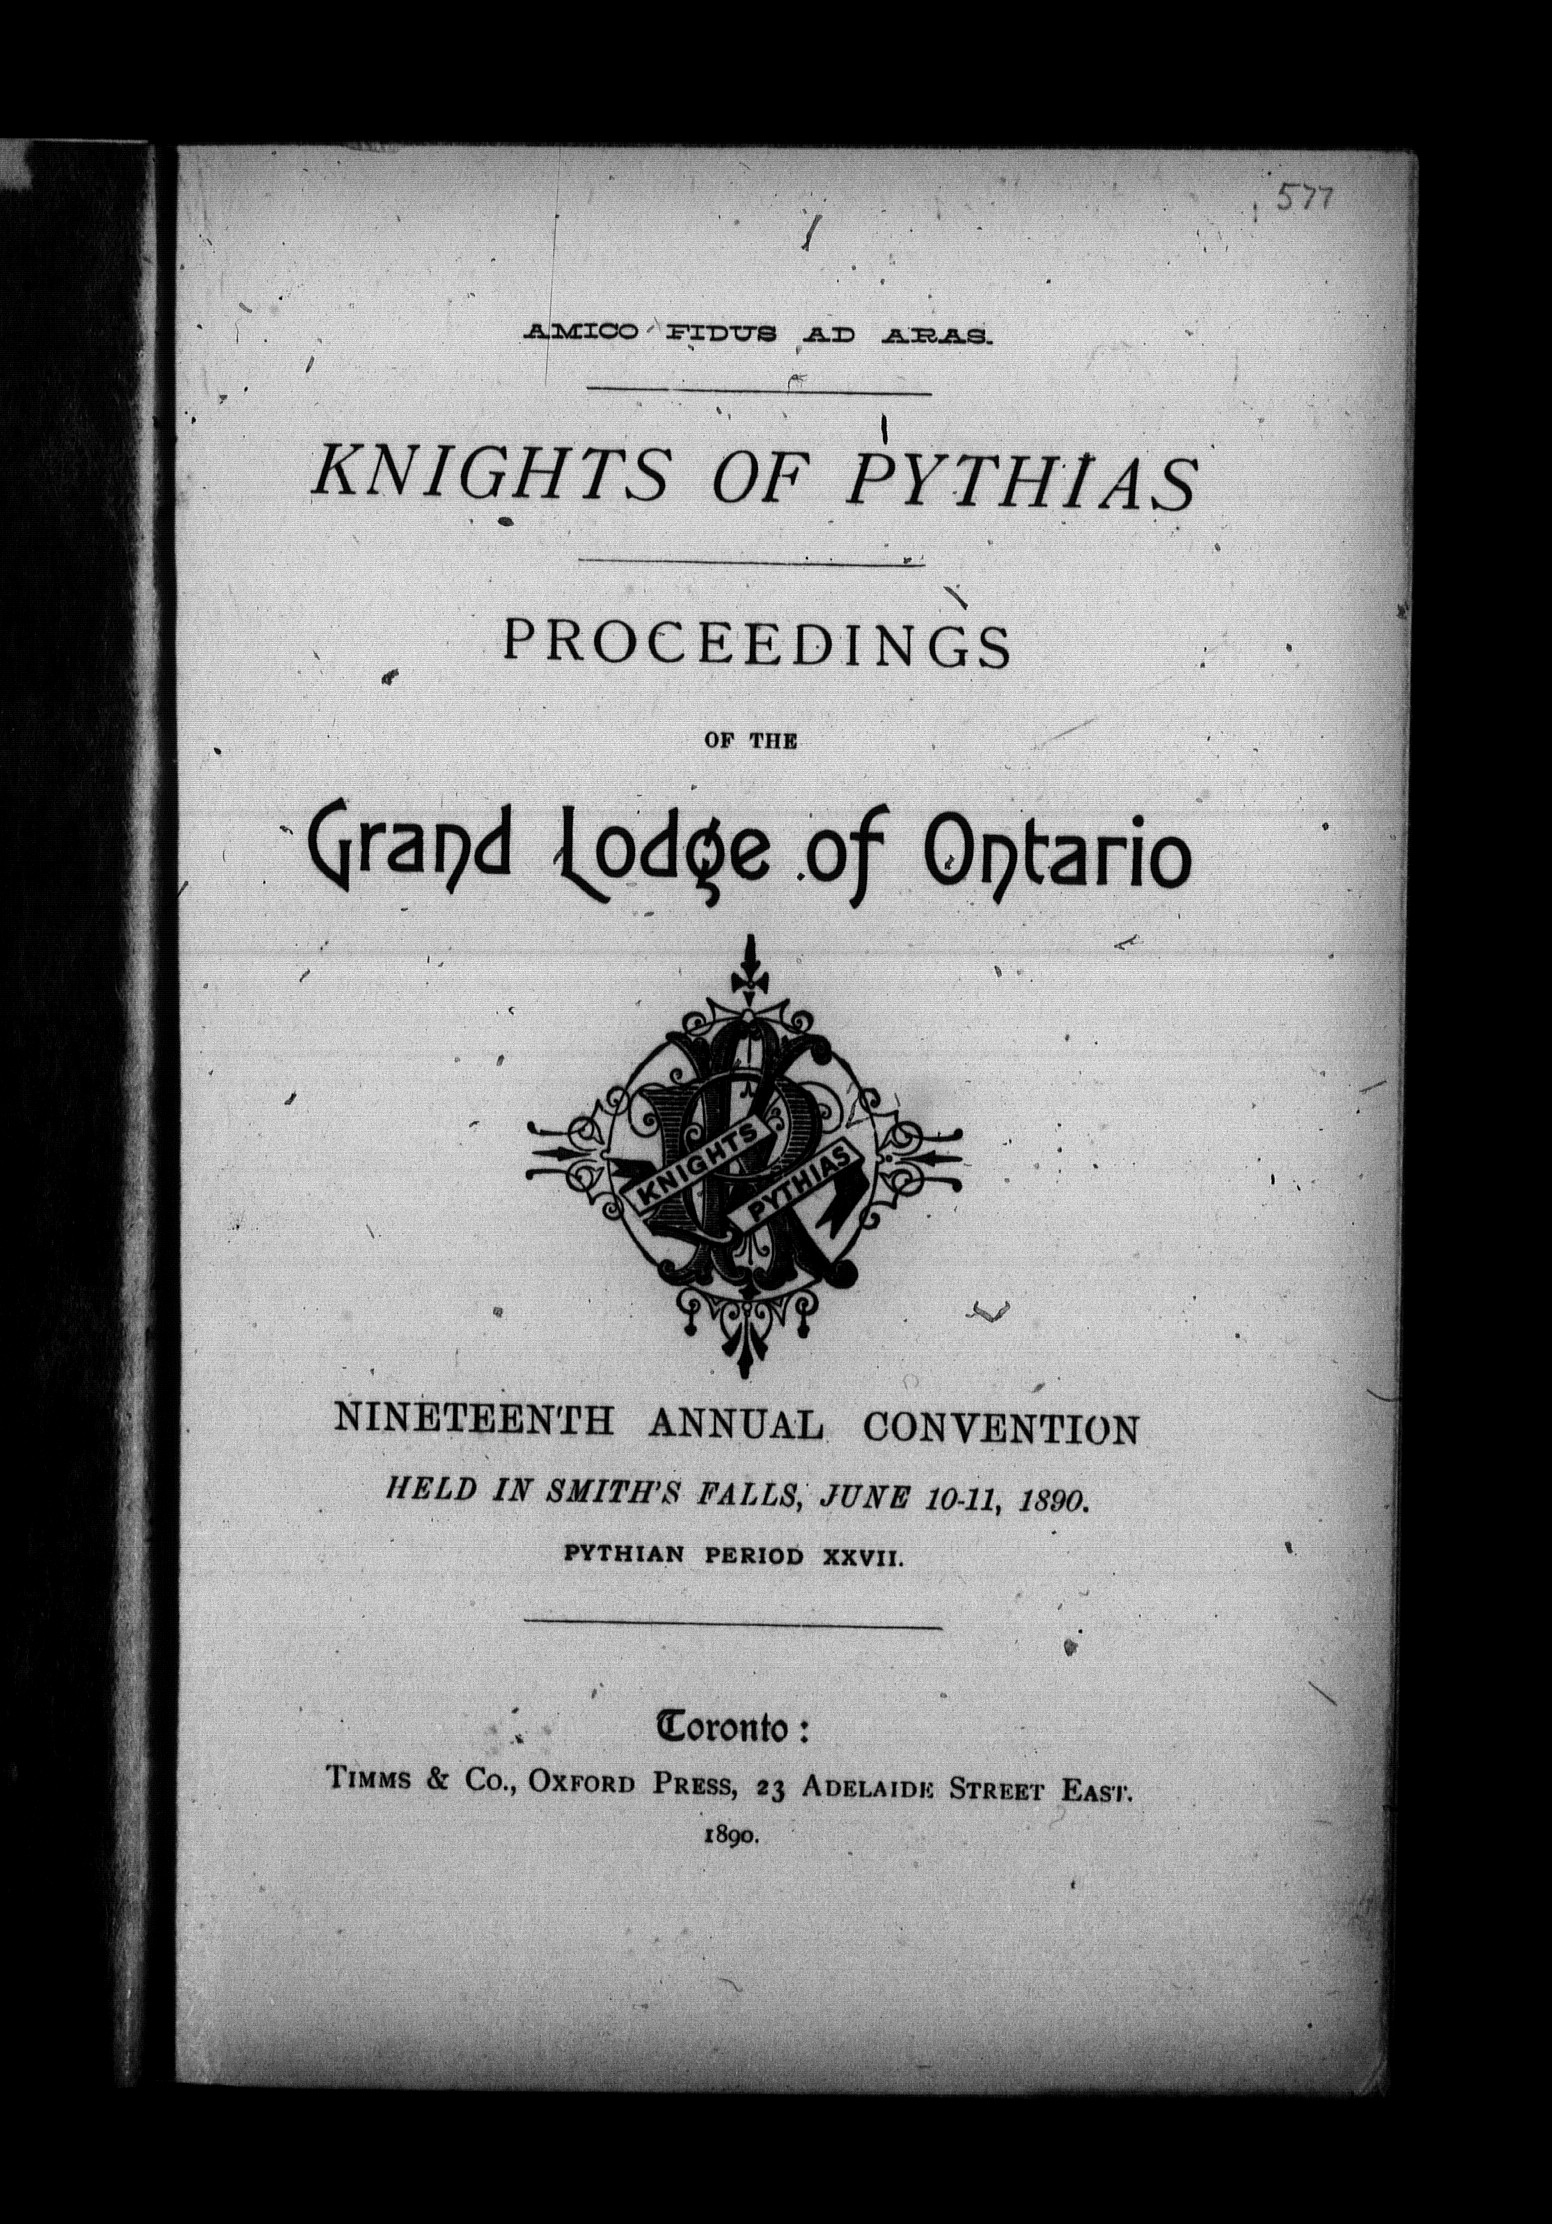 577
AMICO FIDUS AD ARAS.
KNIGHTS OF PYTHIAS
PROCEEDINGS
OF THE
Grand Lodge of Ontario
KNIGHTS
PYTHIAS
NINETEENTH ANNUAL CONVENTION
HELD IN SMITH'S FALLS, JUNE 10-11, 1890.
PYTHIAN PERIOD XXVII.
Toronto:
TIMMS & CO., OXFORD PRESS, 23 ADELAIDE STREET EAST.
1890.